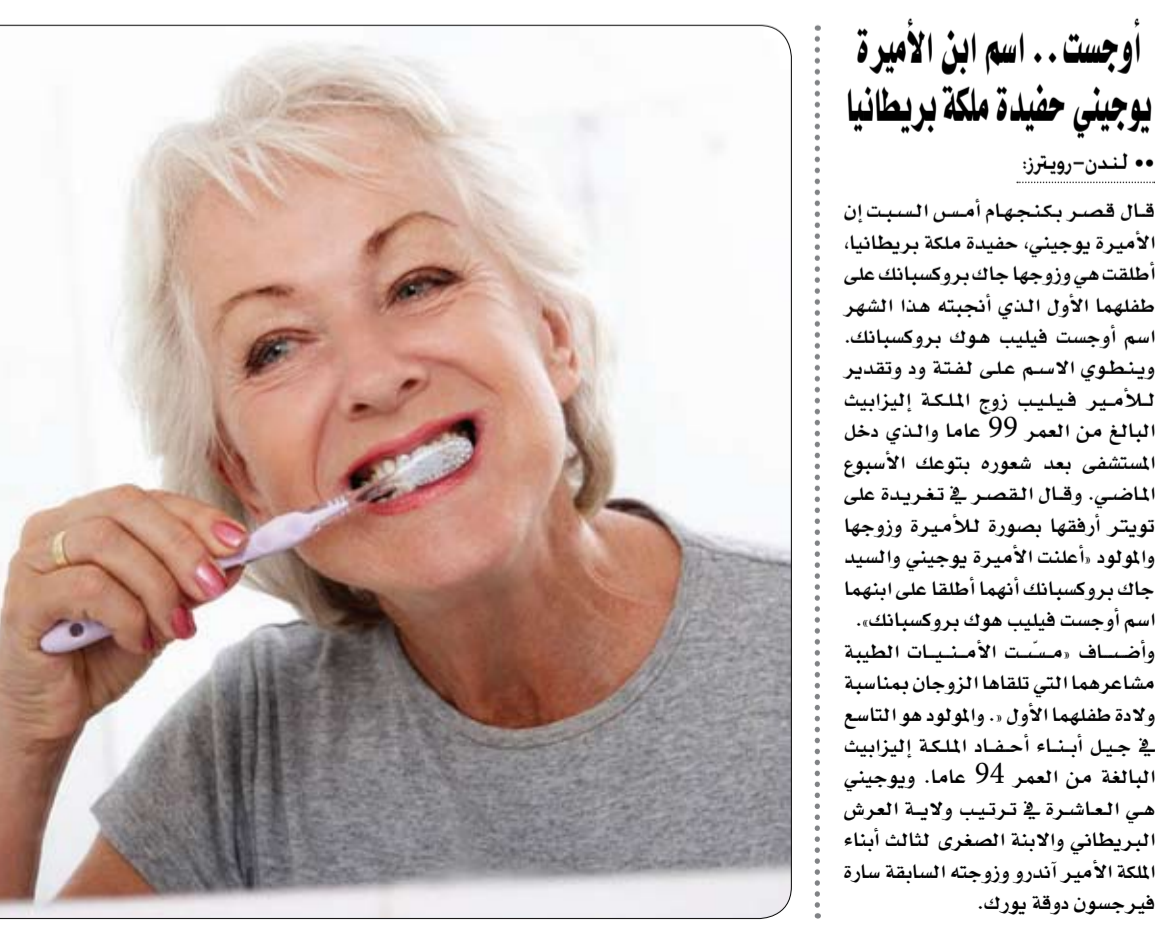 أوجست.. اسم ابن الأميرة
يوجيني حفيدة ملكة بريطانيا
•• لندن-رويترز:
قال قصر بكنجهام أمس السبت إن
الأميرة يوجيني، حفيدة ملكة بريطانيا،
أطلقت هي وزوجها جاك بروكسبانك على
طفلهما الأول الذي أنجبته هذا الشهر
اسم أوجست فيليب هوك بروكسبانك.
وينطوي الاسم على لفتة ود وتقدير
للأمير فيليب زوج الملكة إليزابيث
البالغ من العمر 99 عاما والذي دخل
المستشفى بعد شعوره بتوعك الأسبوع
الماضي. وقال القصر في تغريدة على
تويتر أرفقها بصورة للأميرة وزوجها
والمولود «أعلنت الأميرة يوجيني والسيد
جاك بروكسبانك أنهما أطلقا على ابنهما
اسم أوجست فيليب هوك بروكسبانك».
وأضاف «مسّت الأمنيات الطيبة
مشاعرهما التي تلقاها الزوجان بمناسبة
ولادة طفلهما الأول «. والمولود هو التاسع
في جيل أبناء أحفاد الملكة إليزابيث
البالغة من العمر 94 عاما. ويوجيني
هي العاشرة في ترتيب ولاية العرش
البريطاني والابنة الصغرى لثالث أبناء
الملكة الأمير آندرو وزوجته السابقة سارة
فيرجسون دوقة يورك.